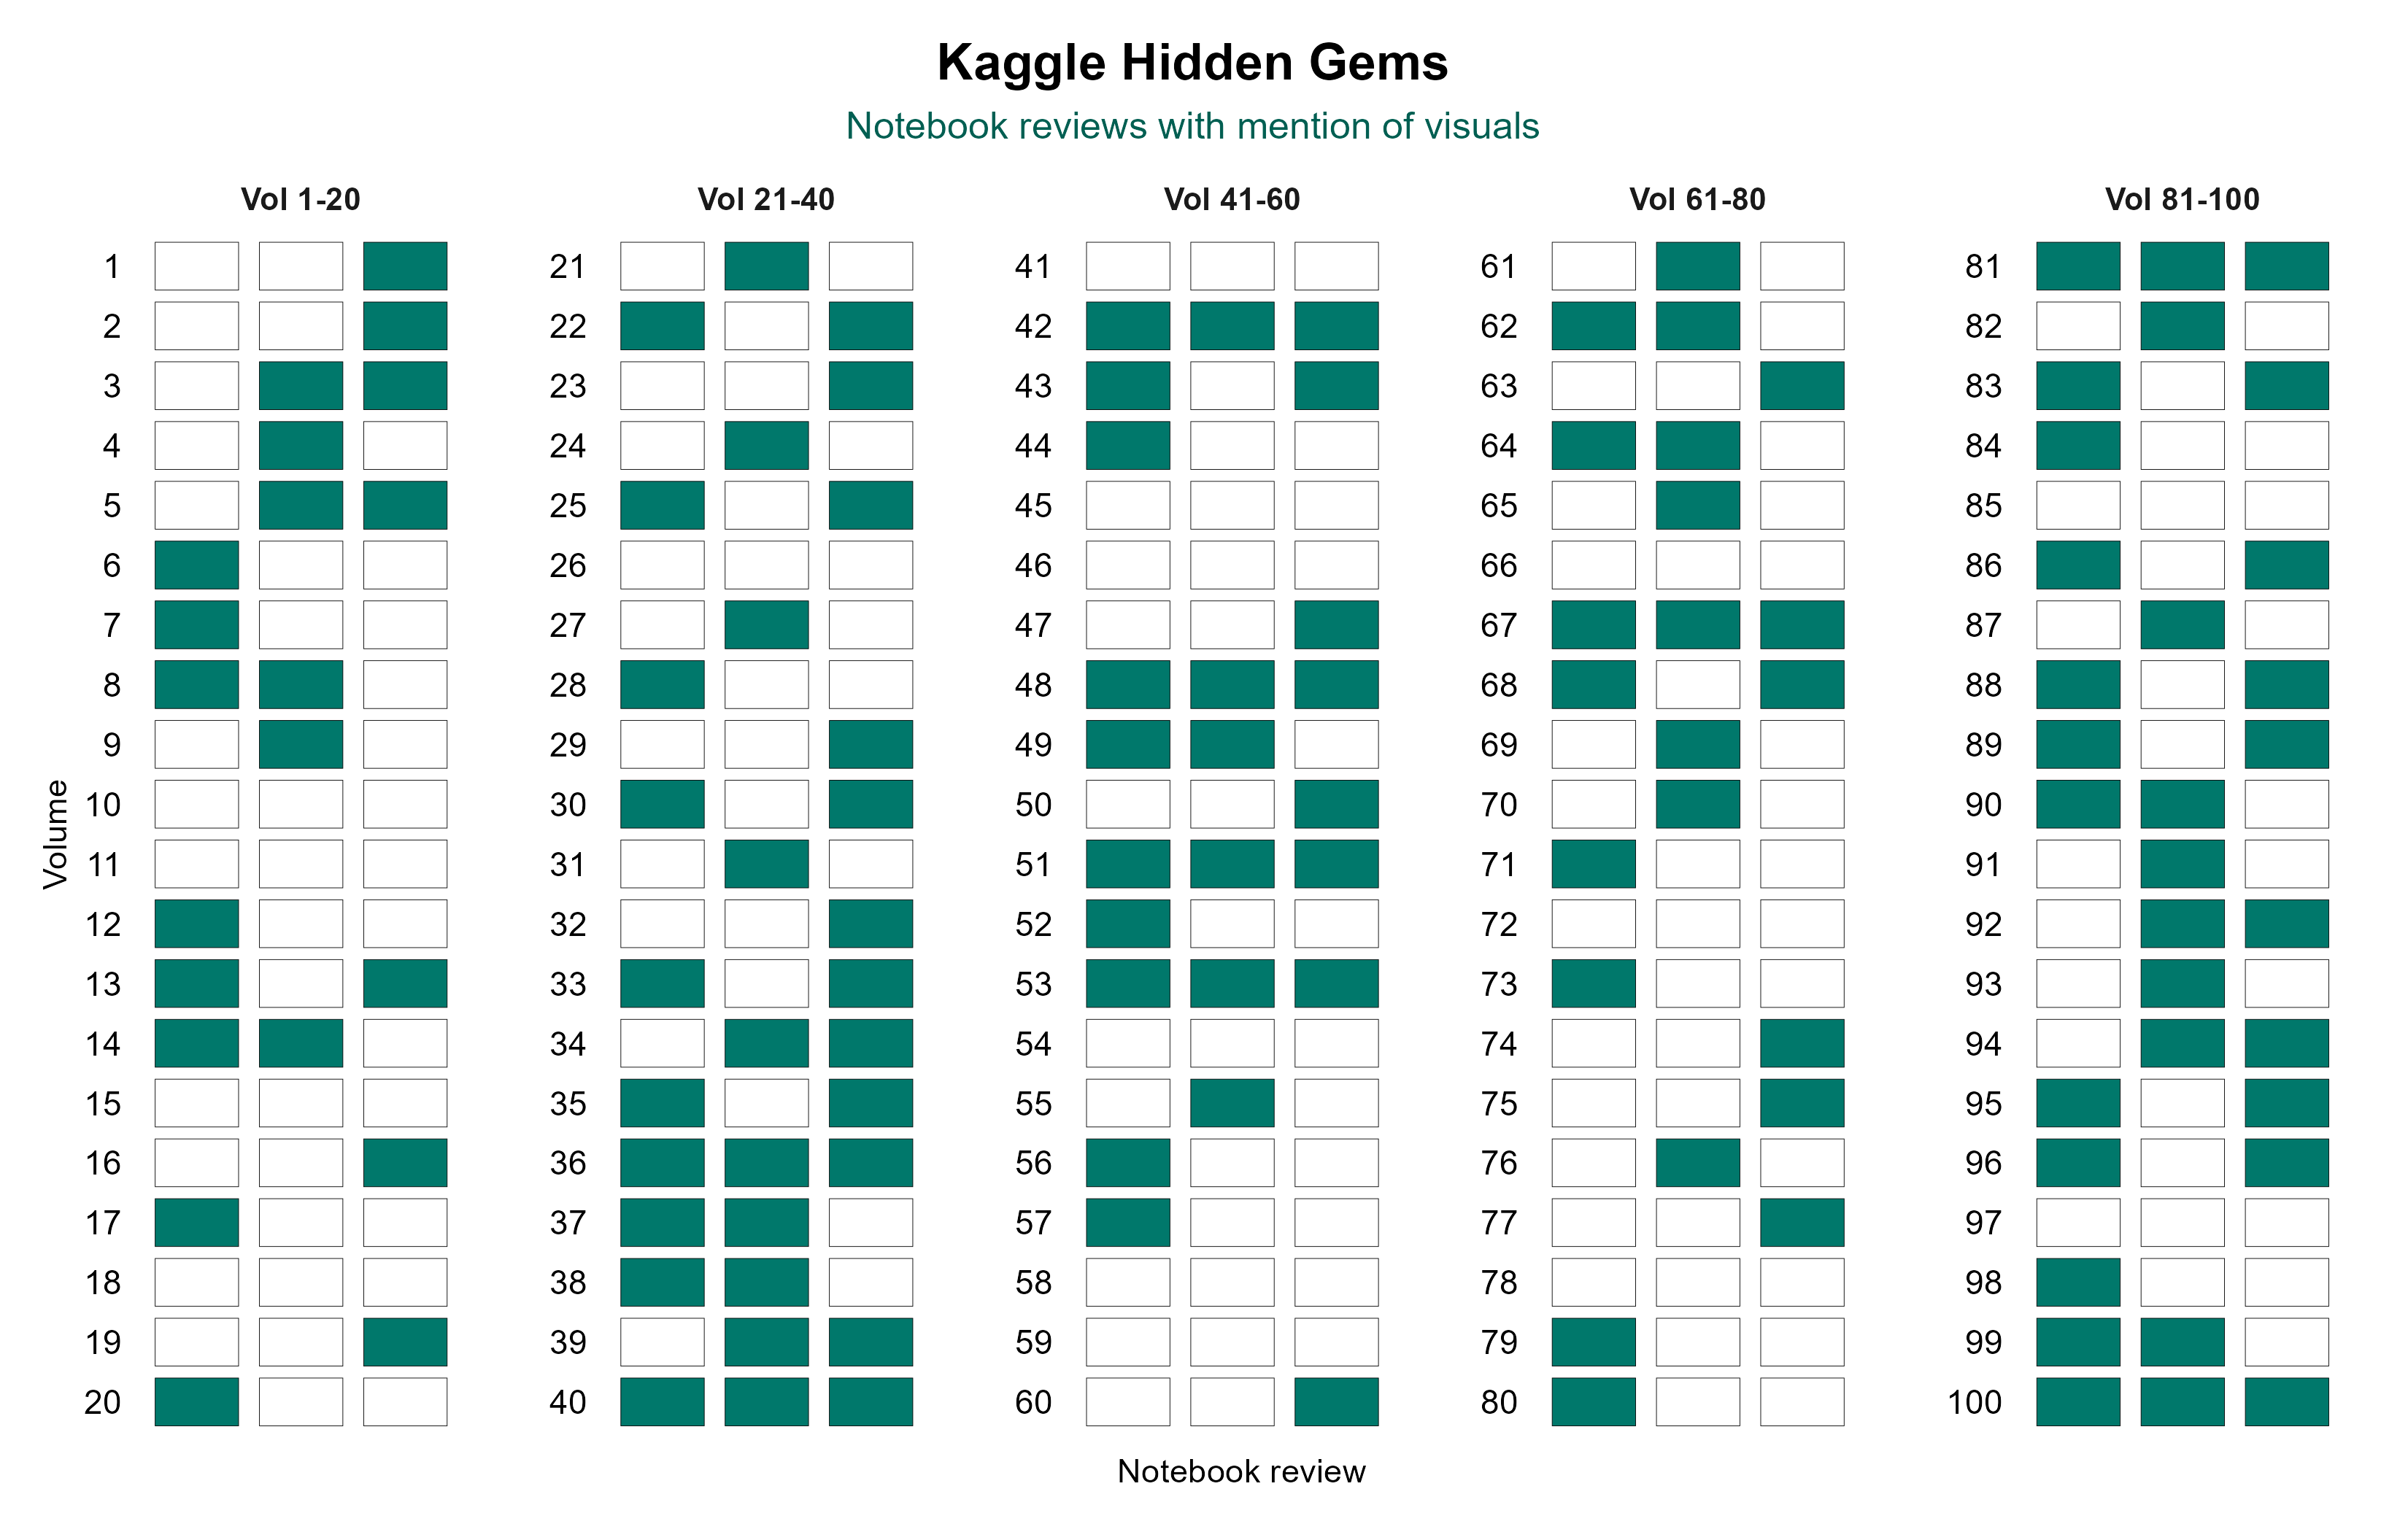 Kaggle Hidden Gems
Notebook reviews with mention of visuals
Vol 1-20 Vol 21-40 Vol 41-60 Vol 61-80 Vol 81-100
1 21 41 61 81
2 22 42 62 82
3 23 43 63 83
4 24 44 64 84
5 25 45 65 85
6 26 46 66 86
7 27 47 67 87
8 28 48 68 88
9 29 49 69 89
10 30 50 70 90
11 31 51 71 91
12 32 52 72 92
13 33 53 73 93
14 34 54 74 94
15 35 55 75 95
16 36 56 76 96
17 37 57 77 97
18 38 58 78 98
19 39 59 79 99
20 40 60 80 100
Volume
Notebook review